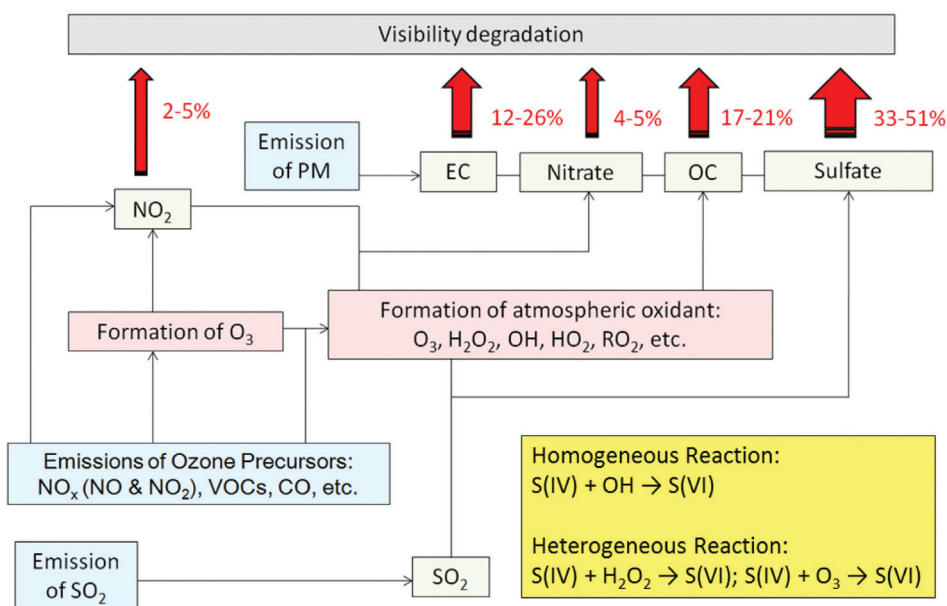 Visibility degradation
2-5%
12-26%
4-5%
17-21%
33-51%
Emission
of PM
EC
Nitrate
OC
Sulfate
NO₂
Formation of O₃
Formation of atmospheric oxidant:
O₃, H₂O₂, OH, HO₂, RO₂, etc.
Emissions of Ozone Precursors:
NOₓ (NO & NO₂), VOCs, CO, etc.
Homogeneous Reaction:
S(IV) + OH → S(VI)
Heterogeneous Reaction:
S(IV) + H₂O₂ → S(VI); S(IV) + O₃ → S(VI)
Emission
of SO₂
SO₂